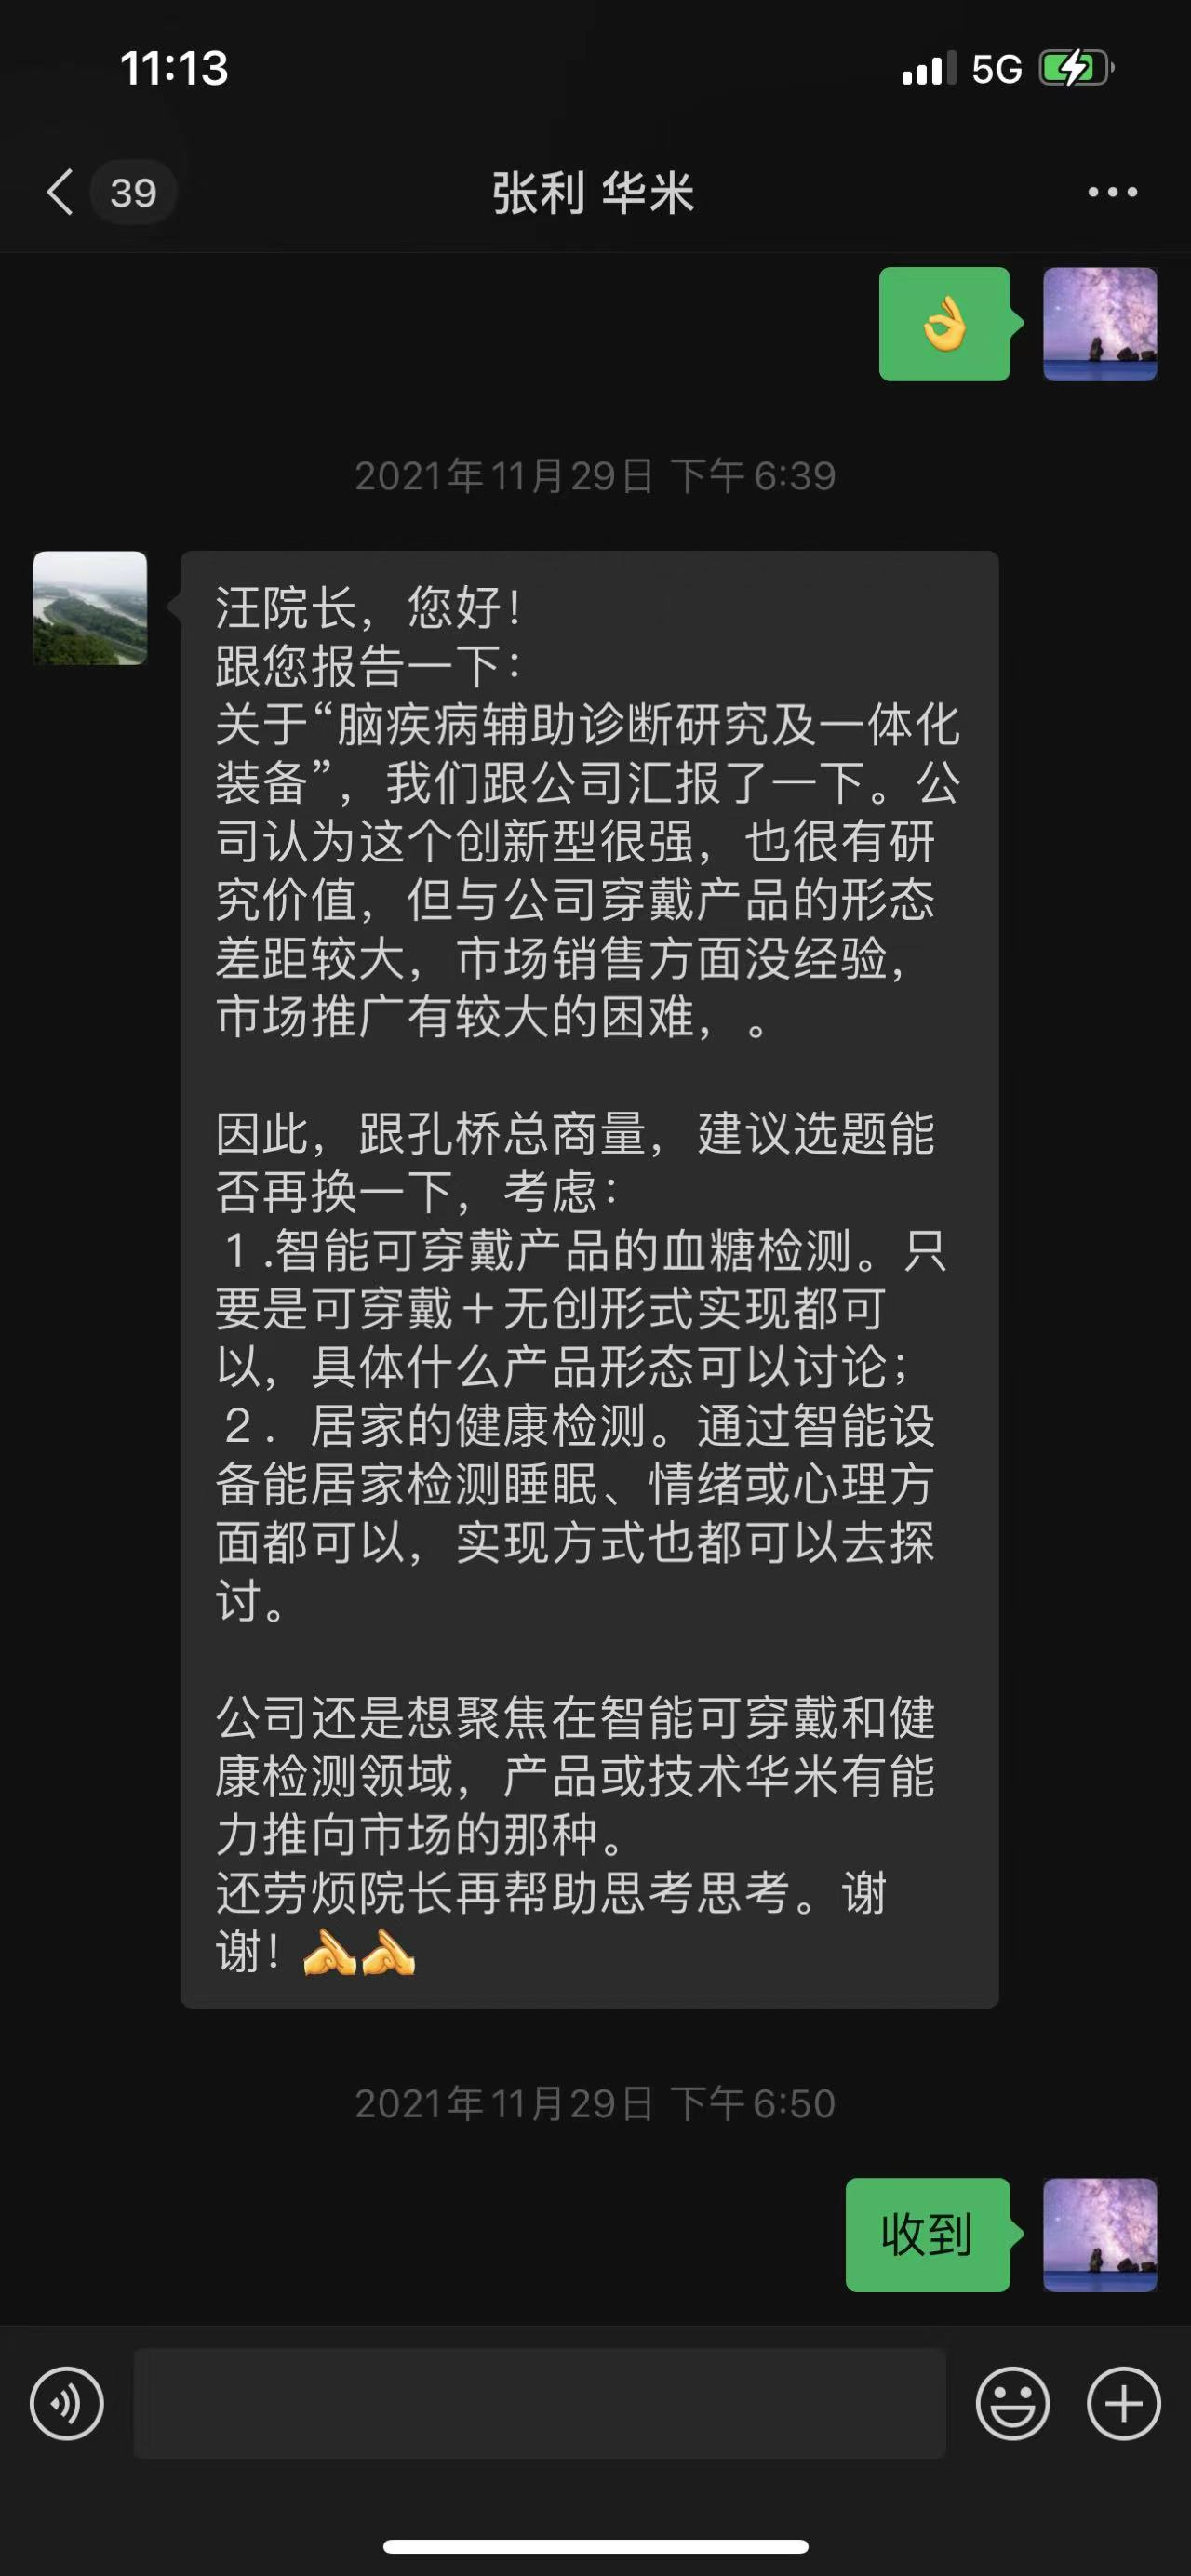 11:13
5G
39
张利 华米
👌
2021年11月29日 下午6:39
汪院长，您好！
跟您报告一下：
关于“脑疾病辅助诊断研究及一体化
装备”，我们跟公司汇报了一下。公
司认为这个创新型很强，也很有研
究价值，但与公司穿戴产品的形态
差距较大，市场销售方面没经验，
市场推广有较大的困难，。
因此，跟孔桥总商量，建议选题能
否再换一下，考虑：
１.智能可穿戴产品的血糖检测。只
要是可穿戴＋无创形式实现都可
以，具体什么产品形态可以讨论；
２．居家的健康检测。通过智能设
备能居家检测睡眠、情绪或心理方
面都可以，实现方式也都可以去探
讨。
公司还是想聚焦在智能可穿戴和健
康检测领域，产品或技术华米有能
力推向市场的那种。
还劳烦院长再帮助思考思考。谢
谢！
2021年11月29日 下午6:50
收到